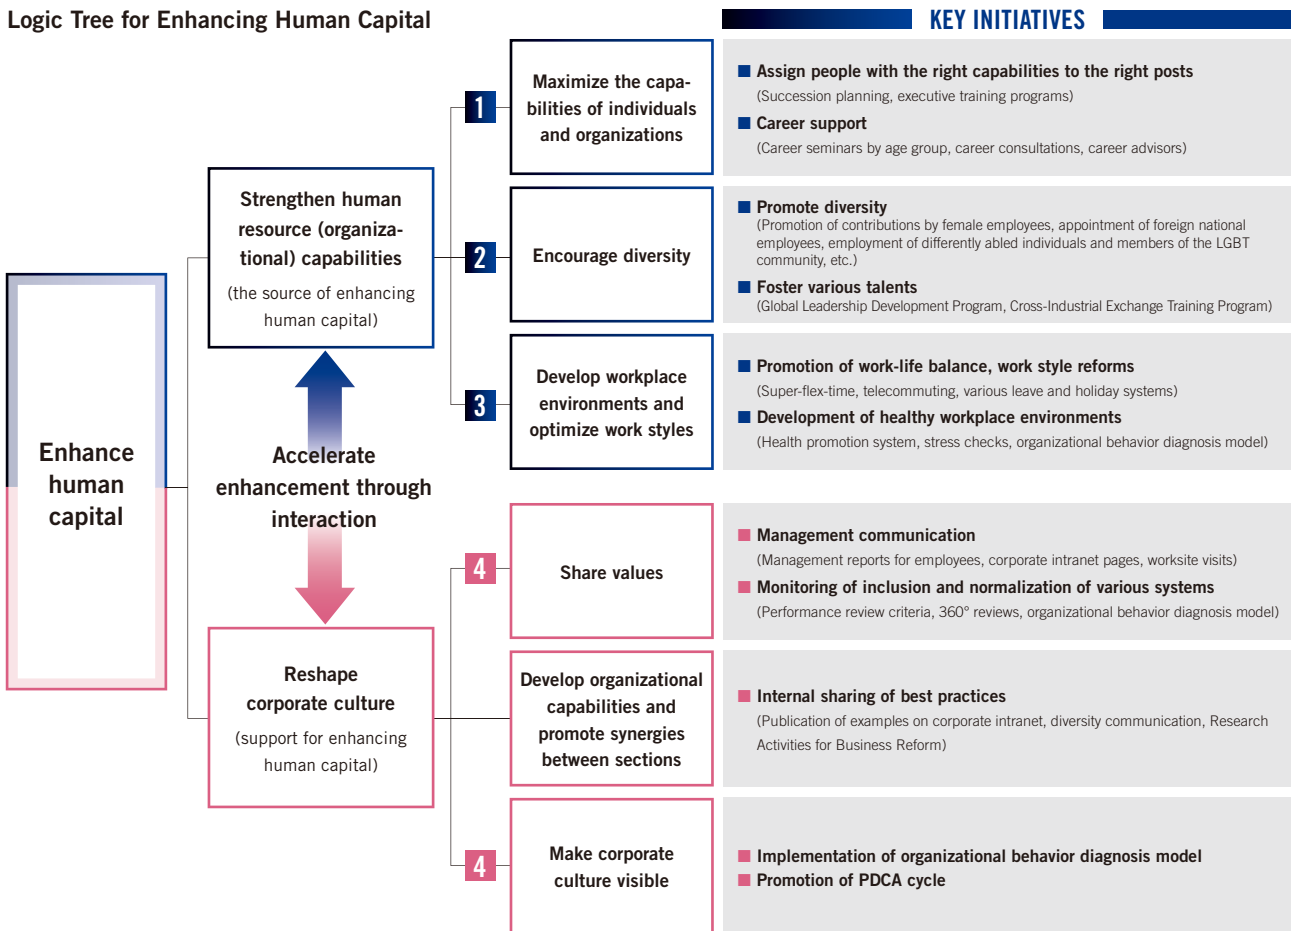 Logic Tree for Enhancing Human Capital
KEY INITIATIVES
Enhance
human
capital
Strengthen human
resource (organiza-
tional) capabilities
(the source of enhancing
human capital)
Accelerate
enhancement through
interaction
Reshape
corporate culture
(support for enhancing
human capital)
1
Maximize the capa-
bilities of individuals
and organizations
■ Assign people with the right capabilities to the right posts
(Succession planning, executive training programs)
■ Career support
(Career seminars by age group, career consultations, career advisors)
2
Encourage diversity
■ Promote diversity
(Promotion of contributions by female employees, appointment of foreign national
employees, employment of differently abled individuals and members of the LGBT
community, etc.)
■ Foster various talents
(Global Leadership Development Program, Cross-Industrial Exchange Training Program)
3
Develop workplace
environments and
optimize work styles
■ Promotion of work-life balance, work style reforms
(Super-flex-time, telecommuting, various leave and holiday systems)
■ Development of healthy workplace environments
(Health promotion system, stress checks, organizational behavior diagnosis model)
4
Share values
■ Management communication
(Management reports for employees, corporate intranet pages, worksite visits)
■ Monitoring of inclusion and normalization of various systems
(Performance review criteria, 360° reviews, organizational behavior diagnosis model)
Develop organizational
capabilities and
promote synergies
between sections
■ Internal sharing of best practices
(Publication of examples on corporate intranet, diversity communication, Research
Activities for Business Reform)
4
Make corporate
culture visible
■ Implementation of organizational behavior diagnosis model
■ Promotion of PDCA cycle